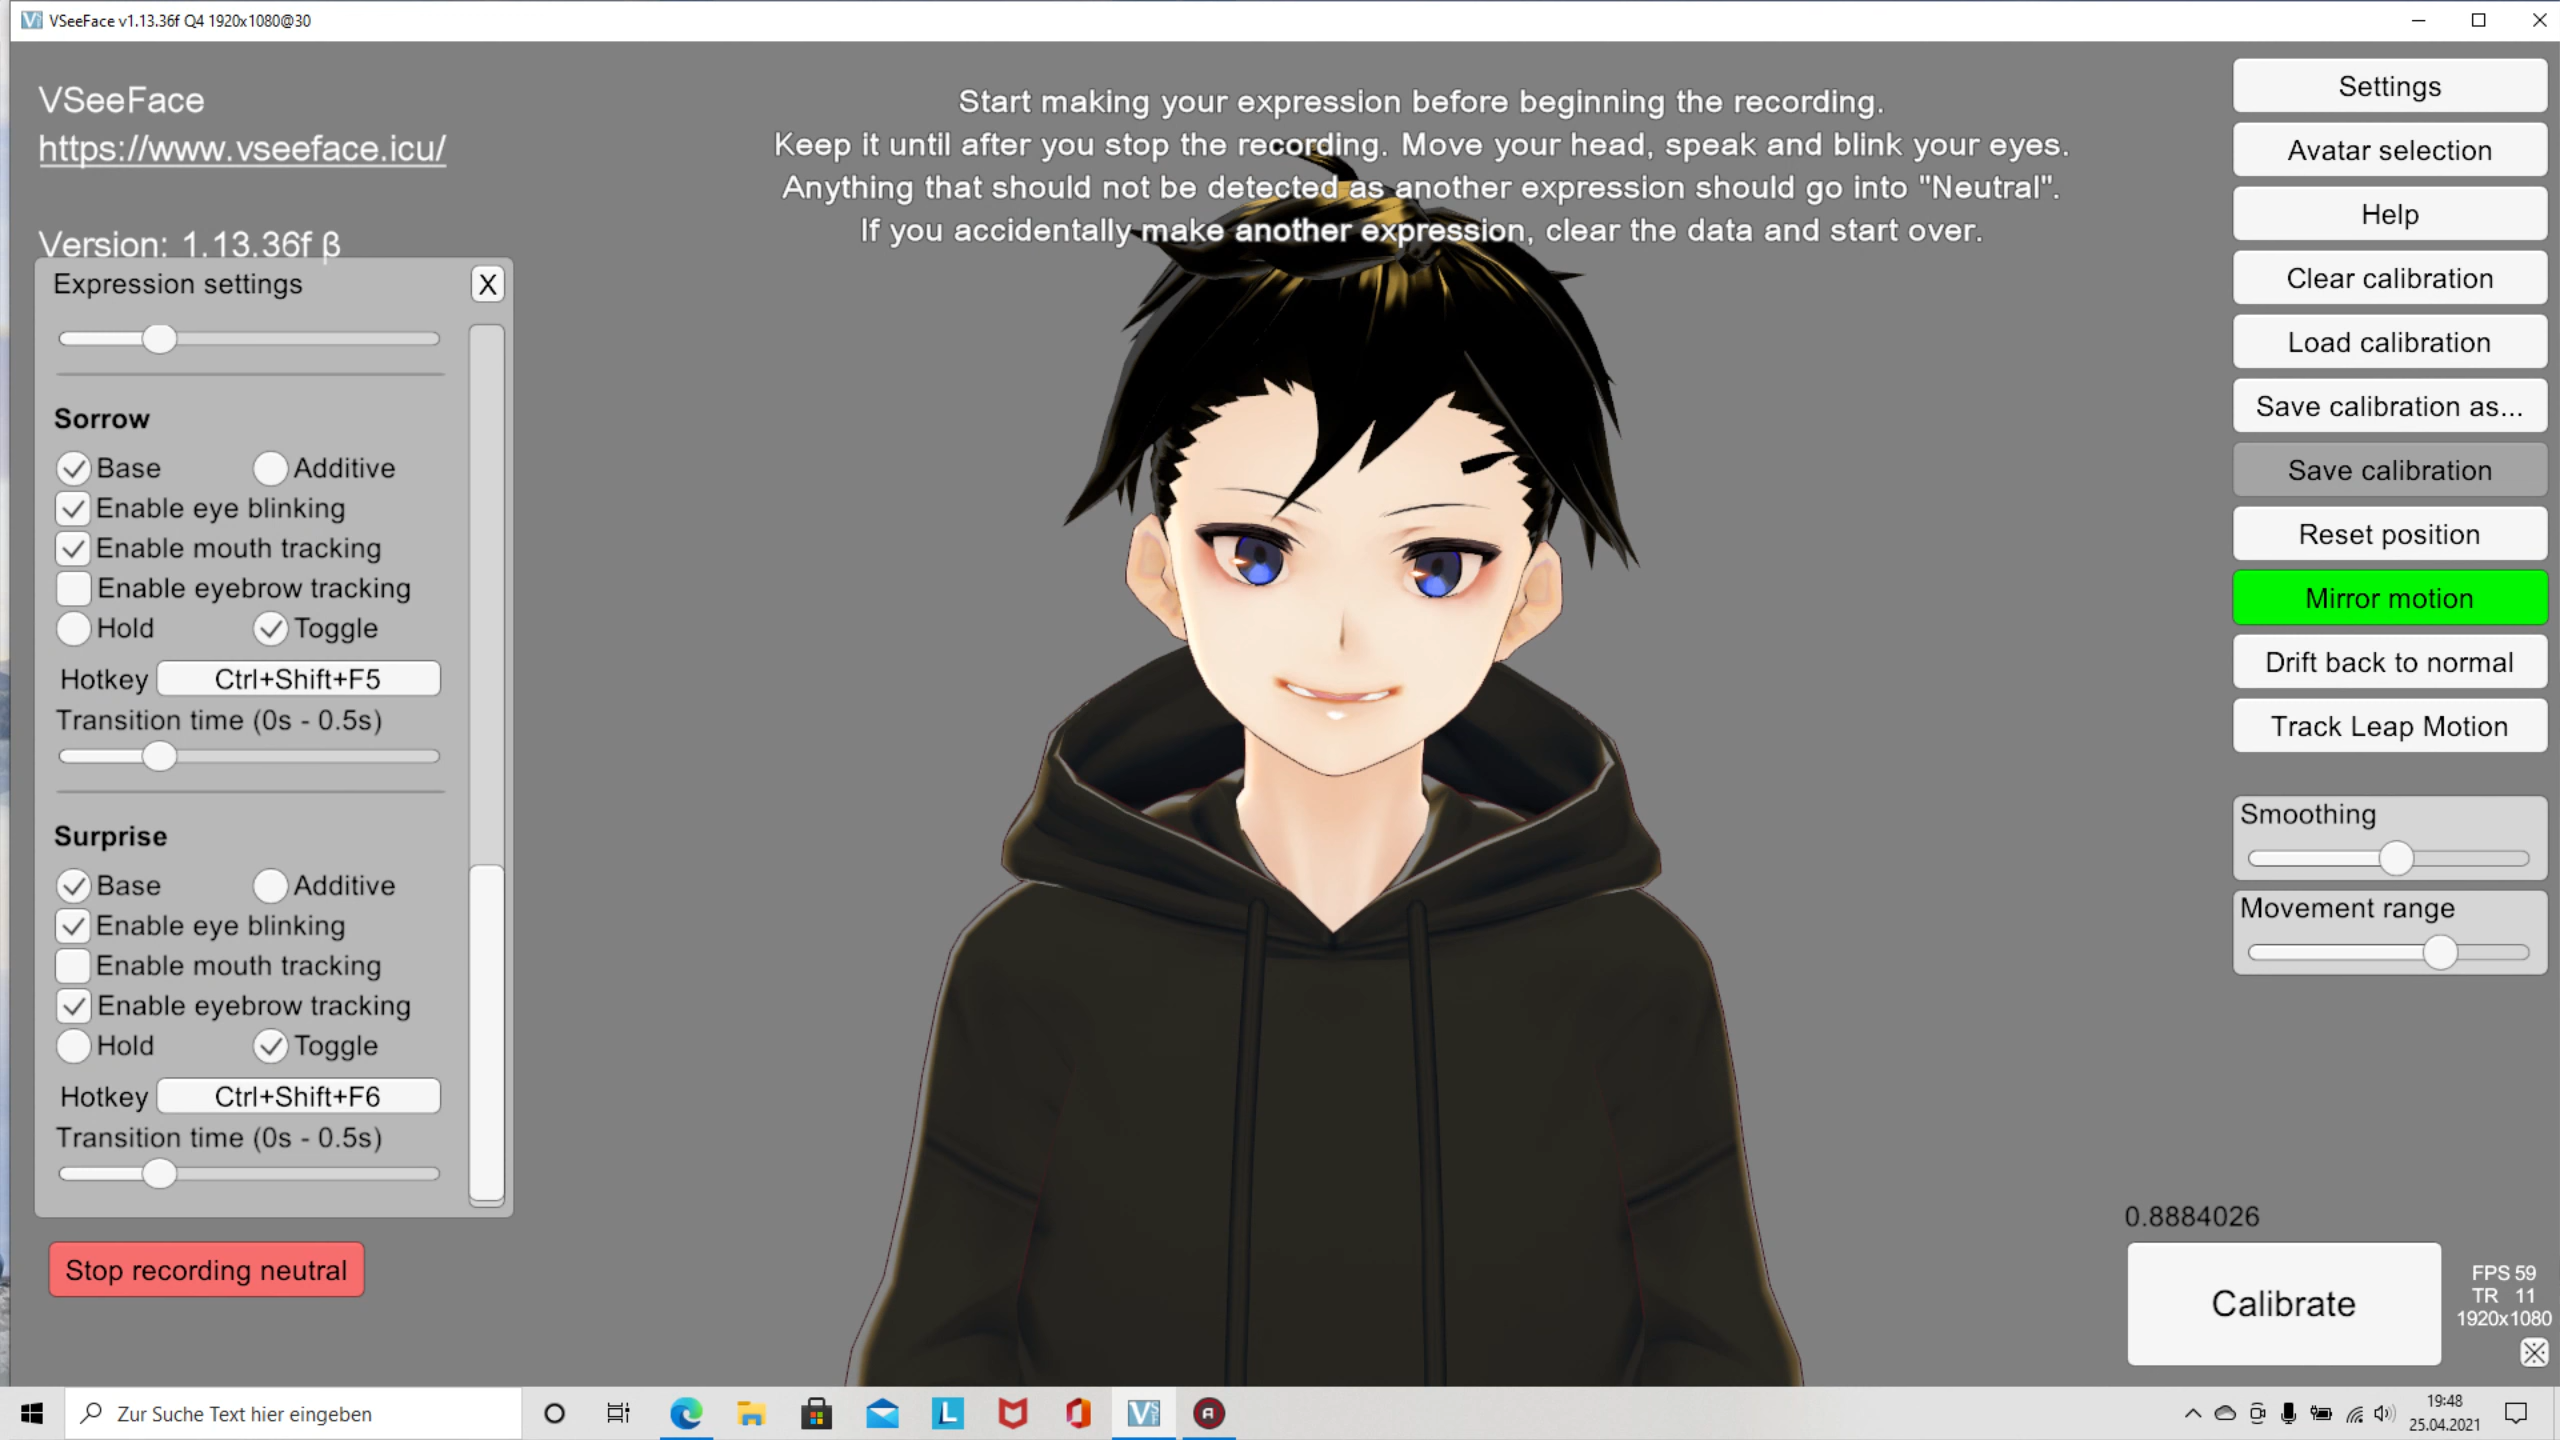 VSeeFace v1.13.36f Q4 1920x1080@30
VSeeFace
https://www.vseeface.icu/
Version: 1.13.36f β
Start making your expression before beginning the recording.
Keep it until after you stop the recording. Move your head, speak and blink your eyes.
Anything that should not be detected as another expression should go into "Neutral".
If you accidentally make another expression, clear the data and start over.
Expression settings
X
Sorrow
Base Additive
Enable eye blinking
Enable mouth tracking
Enable eyebrow tracking
Hold Toggle
Hotkey Ctrl+Shift+F5
Transition time (0s - 0.5s)
Surprise
Base Additive
Enable eye blinking
Enable mouth tracking
Enable eyebrow tracking
Hold Toggle
Hotkey Ctrl+Shift+F6
Transition time (0s - 0.5s)
Stop recording neutral
Settings
Avatar selection
Help
Clear calibration
Load calibration
Save calibration as...
Save calibration
Reset position
Mirror motion
Drift back to normal
Track Leap Motion
Smoothing
Movement range
0.8884026
Calibrate
FPS 59
TR 11
1920x1080
Zur Suche Text hier eingeben
19:48
25.04.2021